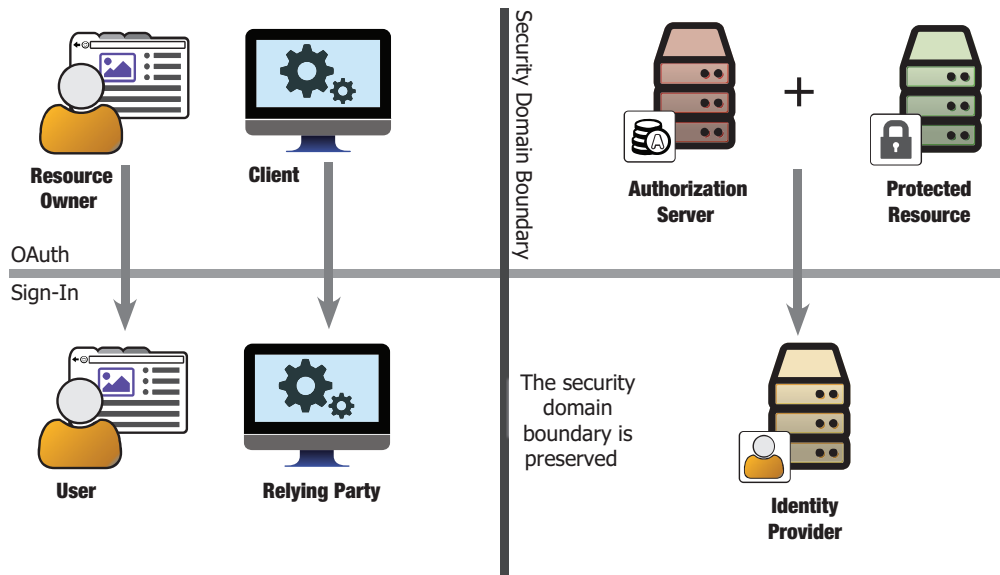 Resource
Owner
Client
Security Domain Boundary
A
Authorization
Server
+
Protected
Resource
OAuth
Sign-In
User
Relying Party
The security
domain
boundary is
preserved
Identity
Provider